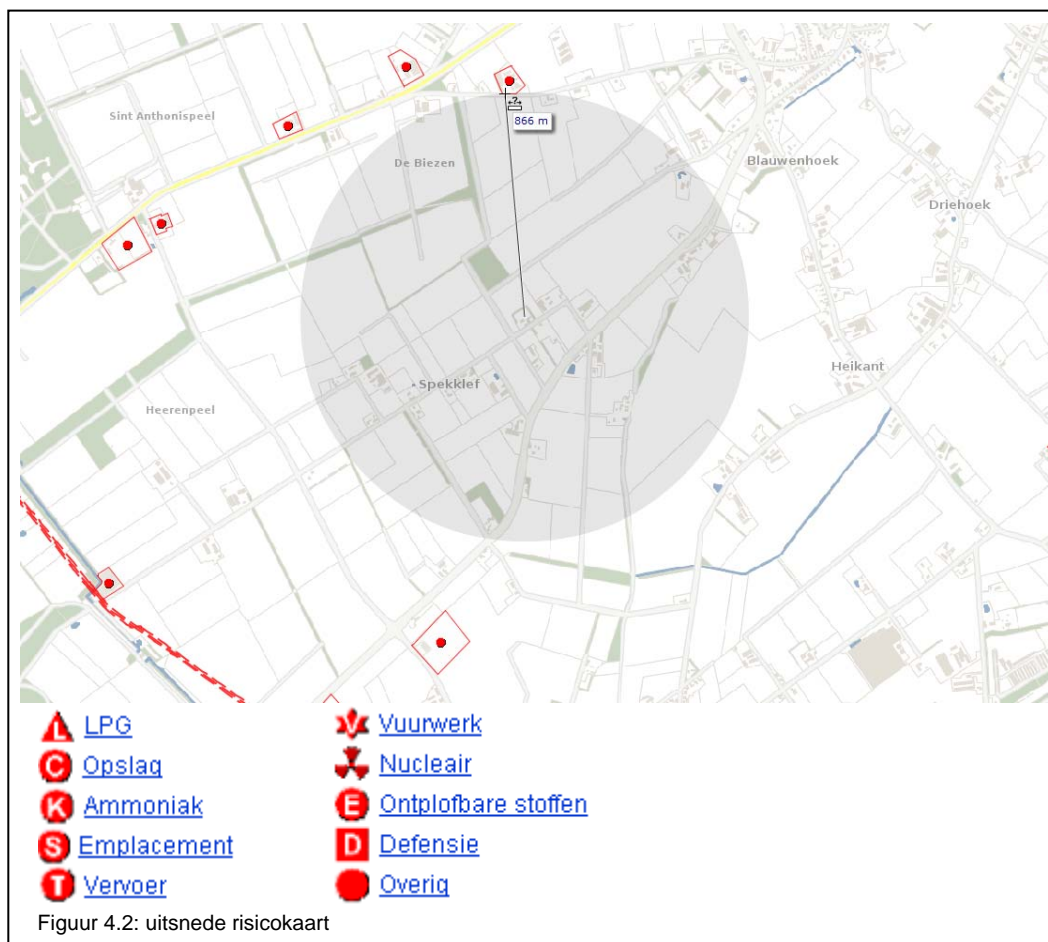 Sint Anthonispeel
De Biezen
?
866 m
Blauwenhoek
Driehoek
Spekklef
Heikant
Heerenpeel
L LPG
V Vuurwerk
C Opslag
Nucleair
K Ammoniak
E Ontplofbare stoffen
S Emplacement
D Defensie
T Vervoer
Overig
Figuur 4.2: uitsnede risicokaart